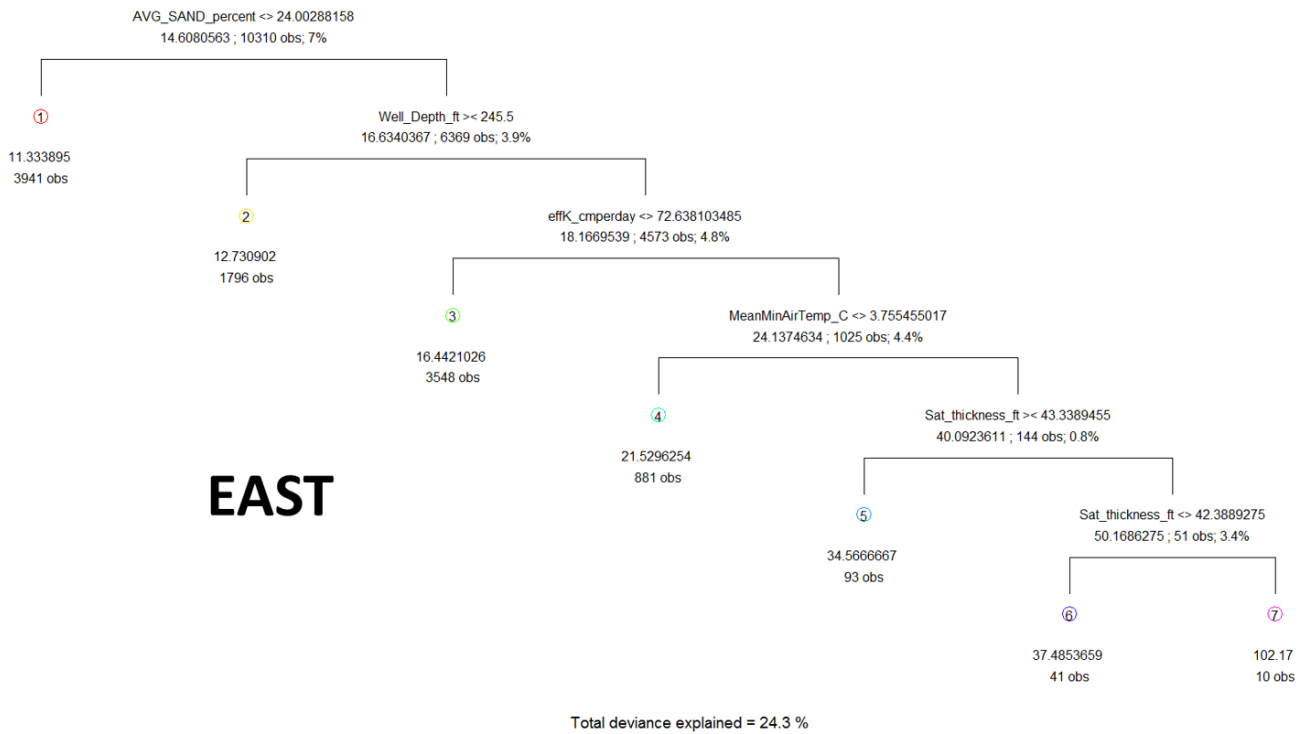 AVG_SAND_percent <> 24.00288158
14.6080563 ; 10310 obs; 7%
1
11.333895
3941 obs
Well_Depth_ft >< 245.5
16.6340367 ; 6369 obs; 3.9%
2
12.730902
1796 obs
effK_cmperday <> 72.638103485
18.1669539 ; 4573 obs; 4.8%
3
16.4421026
3548 obs
MeanMinAirTemp_C <> 3.755455017
24.1374634 ; 1025 obs; 4.4%
4
21.5296254
881 obs
Sat_thickness_ft >< 43.3389455
40.0923611 ; 144 obs; 0.8%
EAST
5
34.5666667
93 obs
Sat_thickness_ft <> 42.3889275
50.1686275 ; 51 obs; 3.4%
6
37.4853659
41 obs
7
102.17
10 obs
Total deviance explained = 24.3 %